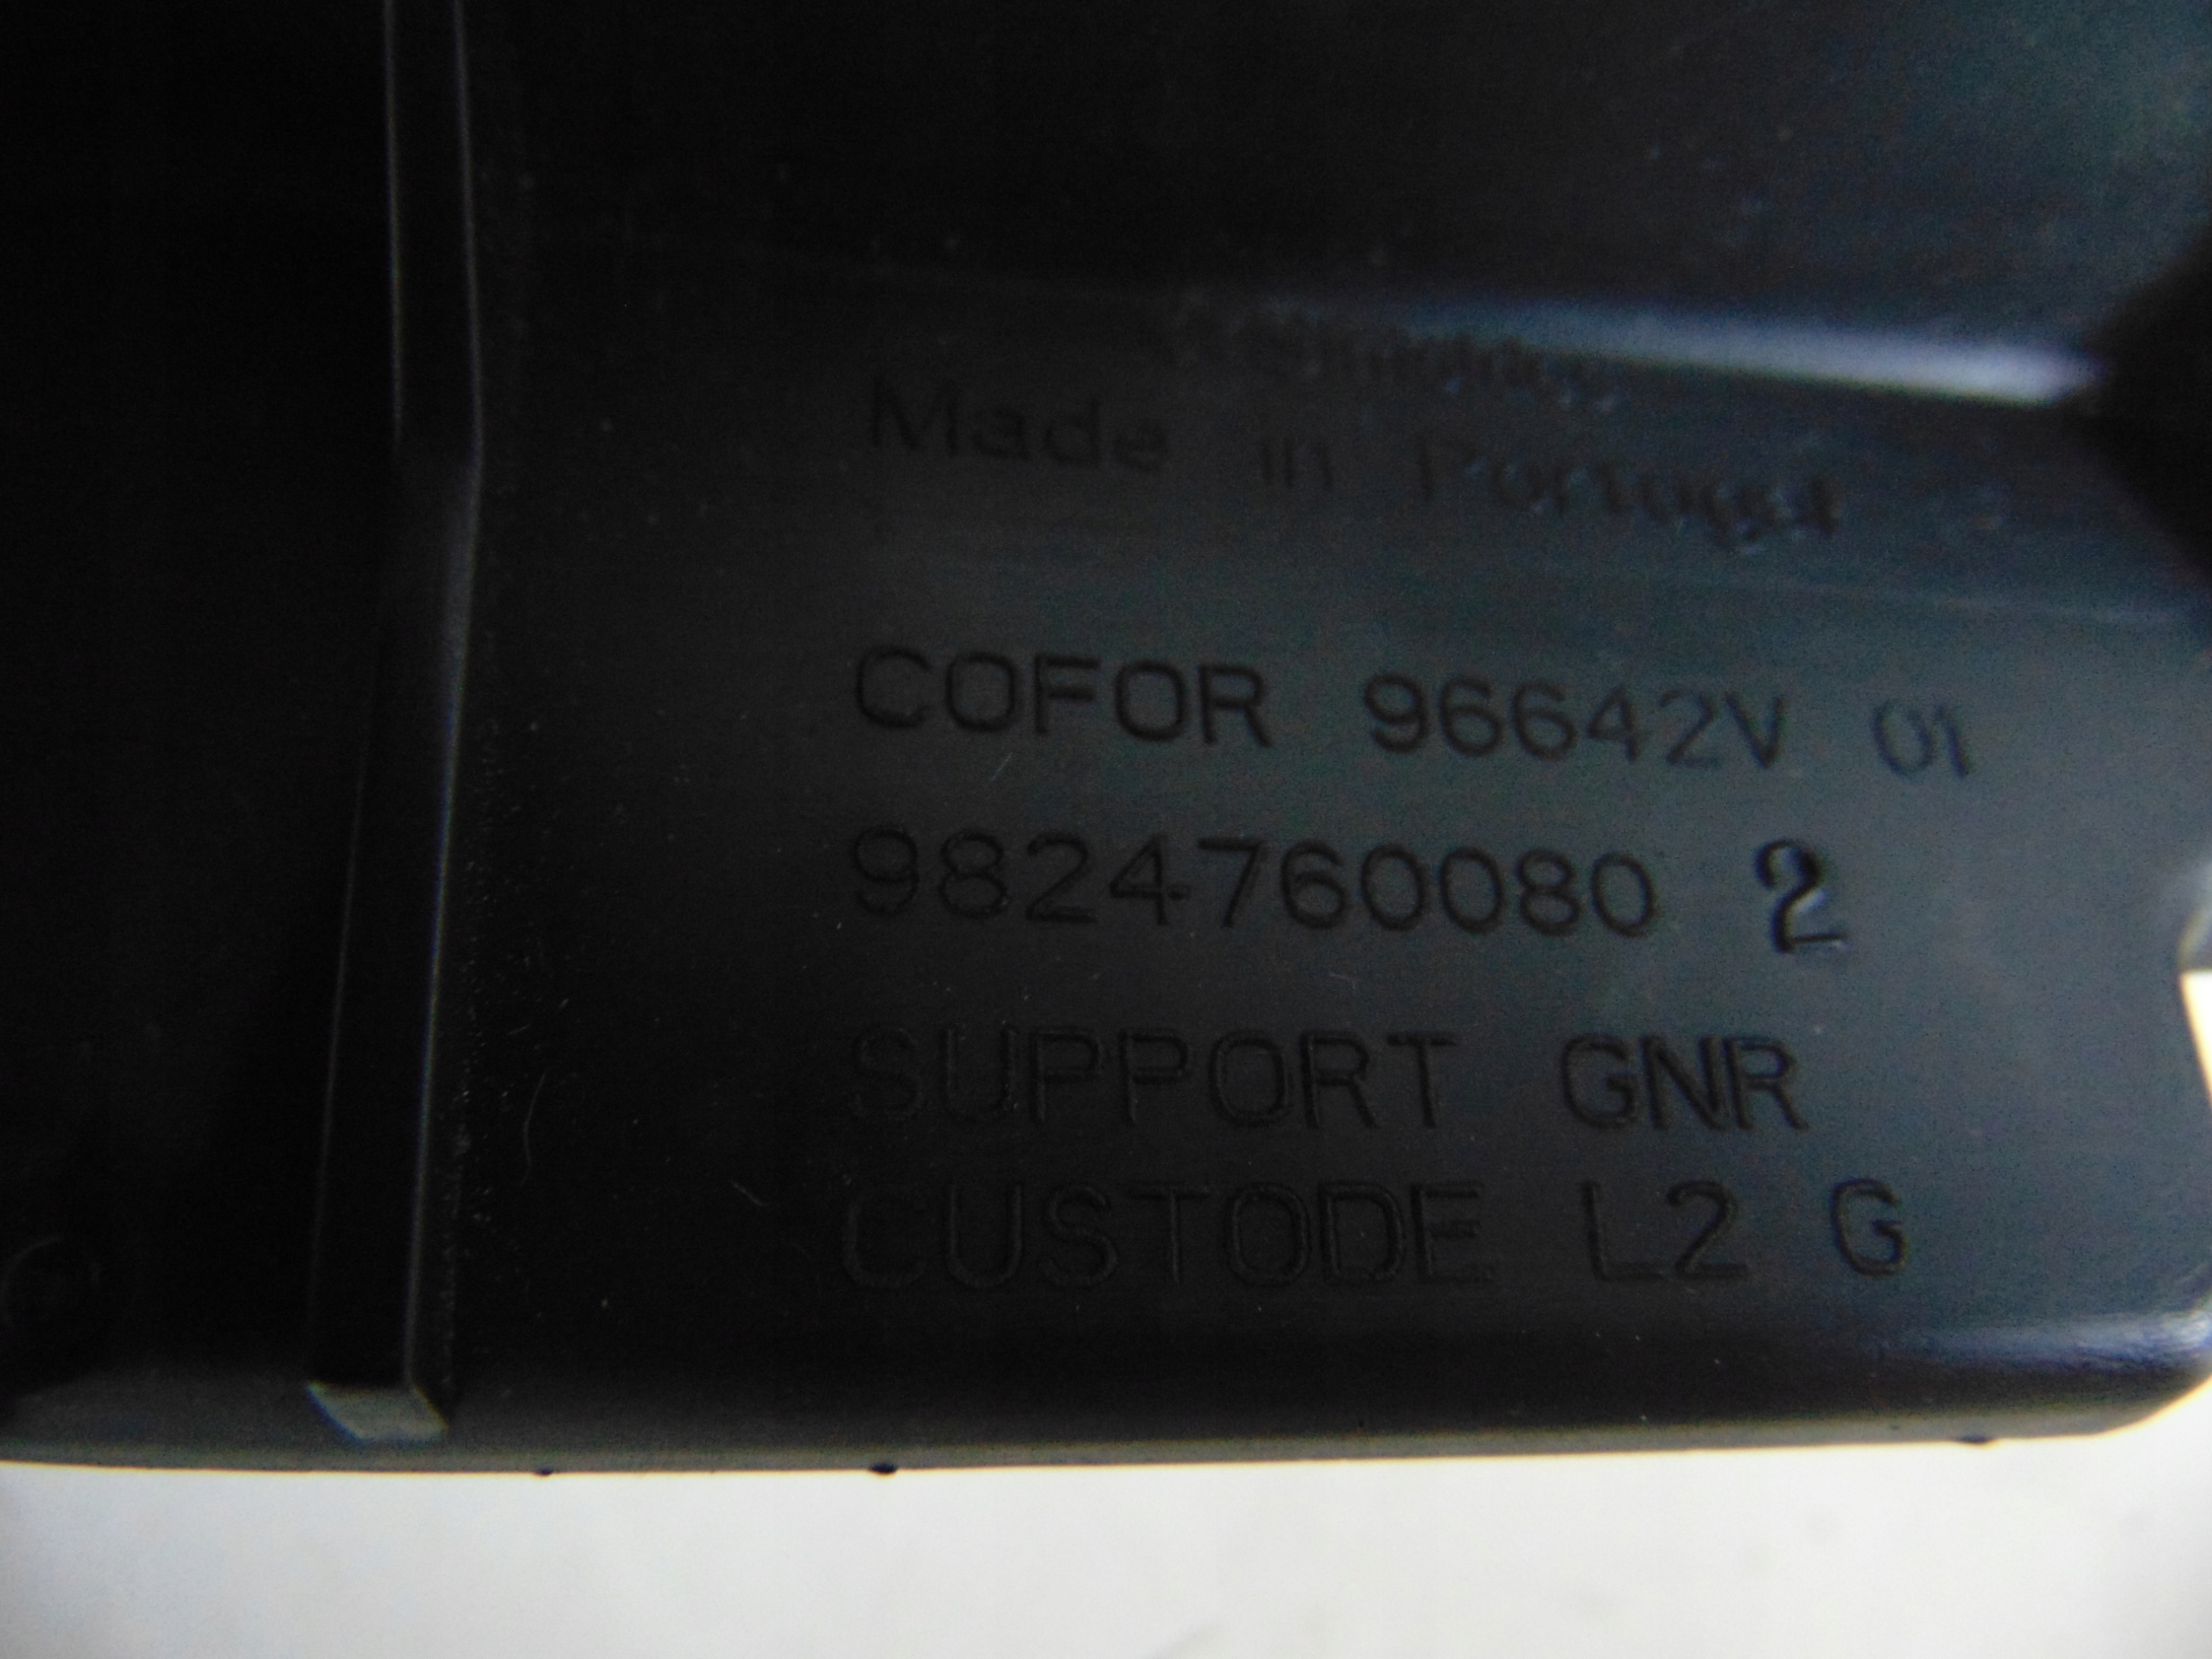 Made in Portugal
COFOR 96642V 01
9824760080 2
SUPPORT GNR
CUSTODE L2 G